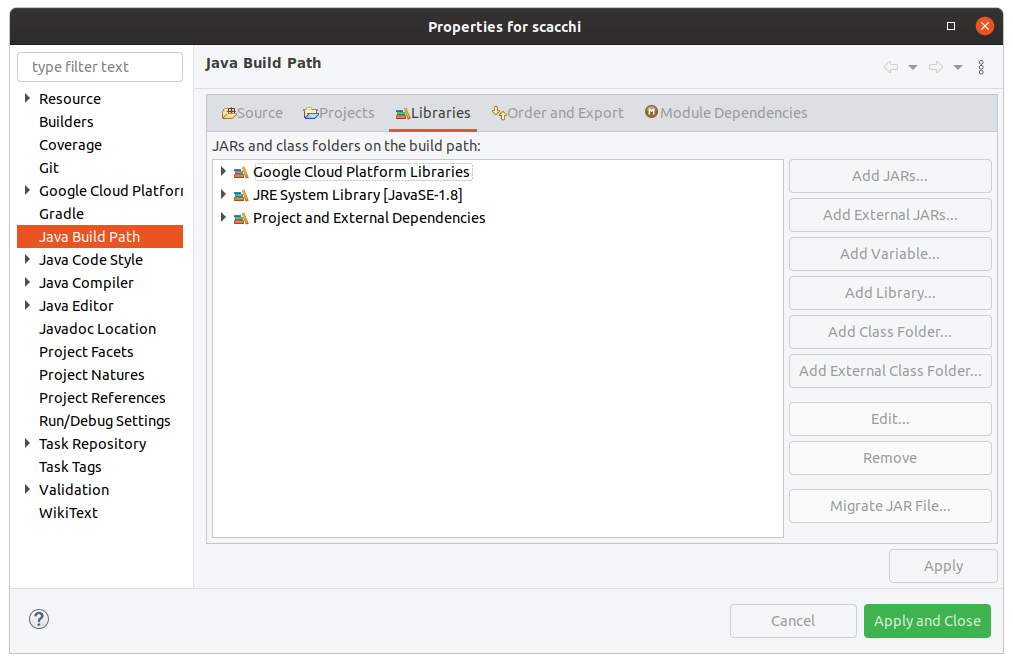 Properties for scacchi
type filter text
Resource
Builders
Coverage
Git
Google Cloud Platforr
Gradle
Java Build Path
Java Code Style
Java Compiler
Java Editor
Javadoc Location
Project Facets
Project Natures
Project References
Run/Debug Settings
Task Repository
Task Tags
Validation
WikiText
Java Build Path
Source Projects Libraries Order and Export M Module Dependencies
JARs and class folders on the build path:
Google Cloud Platform Libraries
JRE System Library [JavaSE-1.8]
Project and External Dependencies
Add JARs...
Add External JARs...
Add Variable...
Add Library...
Add Class Folder...
Add External Class Folder...
Edit...
Remove
Migrate JAR File...
Apply
?
Cancel
Apply and Close